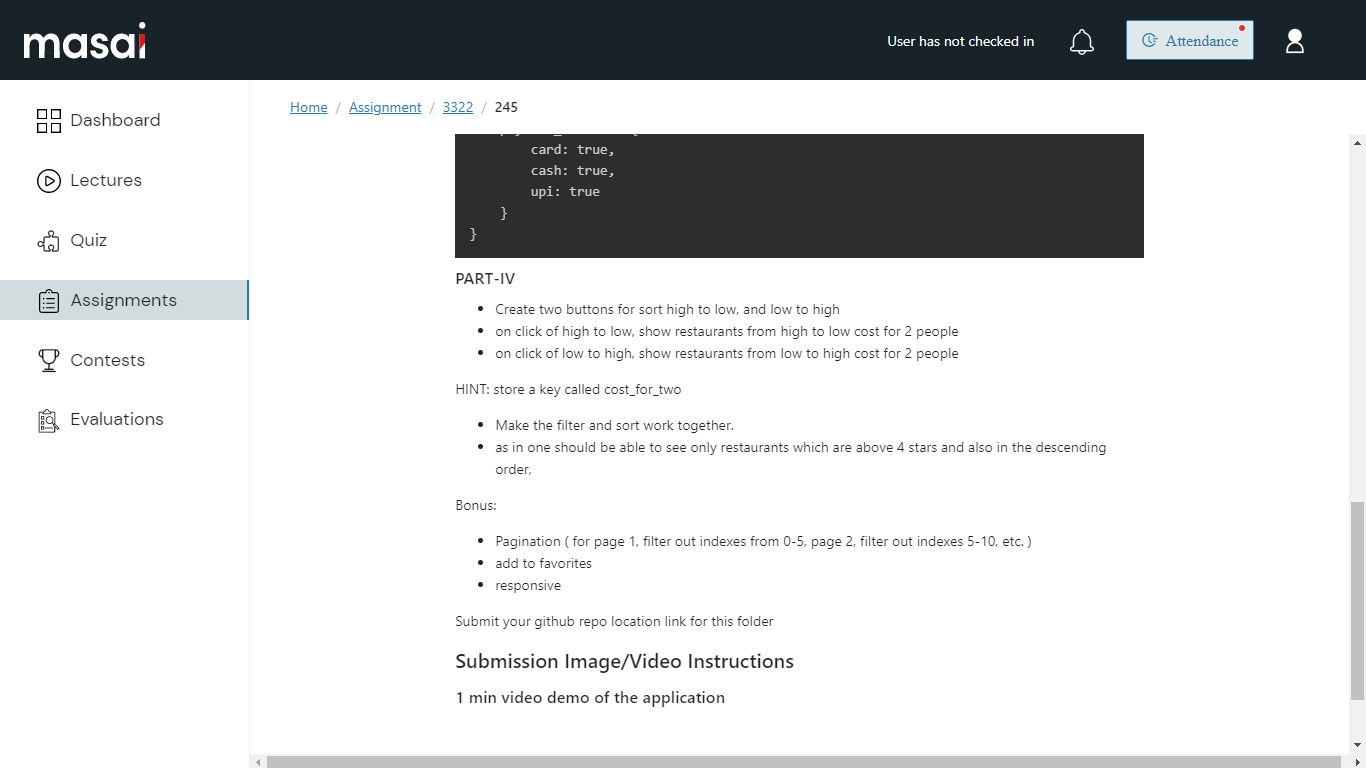 masai
User has not checked in
Attendance
Dashboard
Lectures
Quiz
Assignments
Contests
Evaluations
Home / Assignment / 3322 / 245
card: true,
cash: true,
upi: true
}
}
PART-IV
Create two buttons for sort high to low, and low to high
on click of high to low, show restaurants from high to low cost for 2 people
on click of low to high, show restaurants from low to high cost for 2 people
HINT: store a key called cost_for_two
Make the filter and sort work together.
as in one should be able to see only restaurants which are above 4 stars and also in the descending
order,
Bonus:
Pagination ( for page 1, filter out indexes from 0-5, page 2, filter out indexes 5-10, etc. )
add to favorites
responsive
Submit your github repo location link for this folder
Submission Image/Video Instructions
1 min video demo of the application